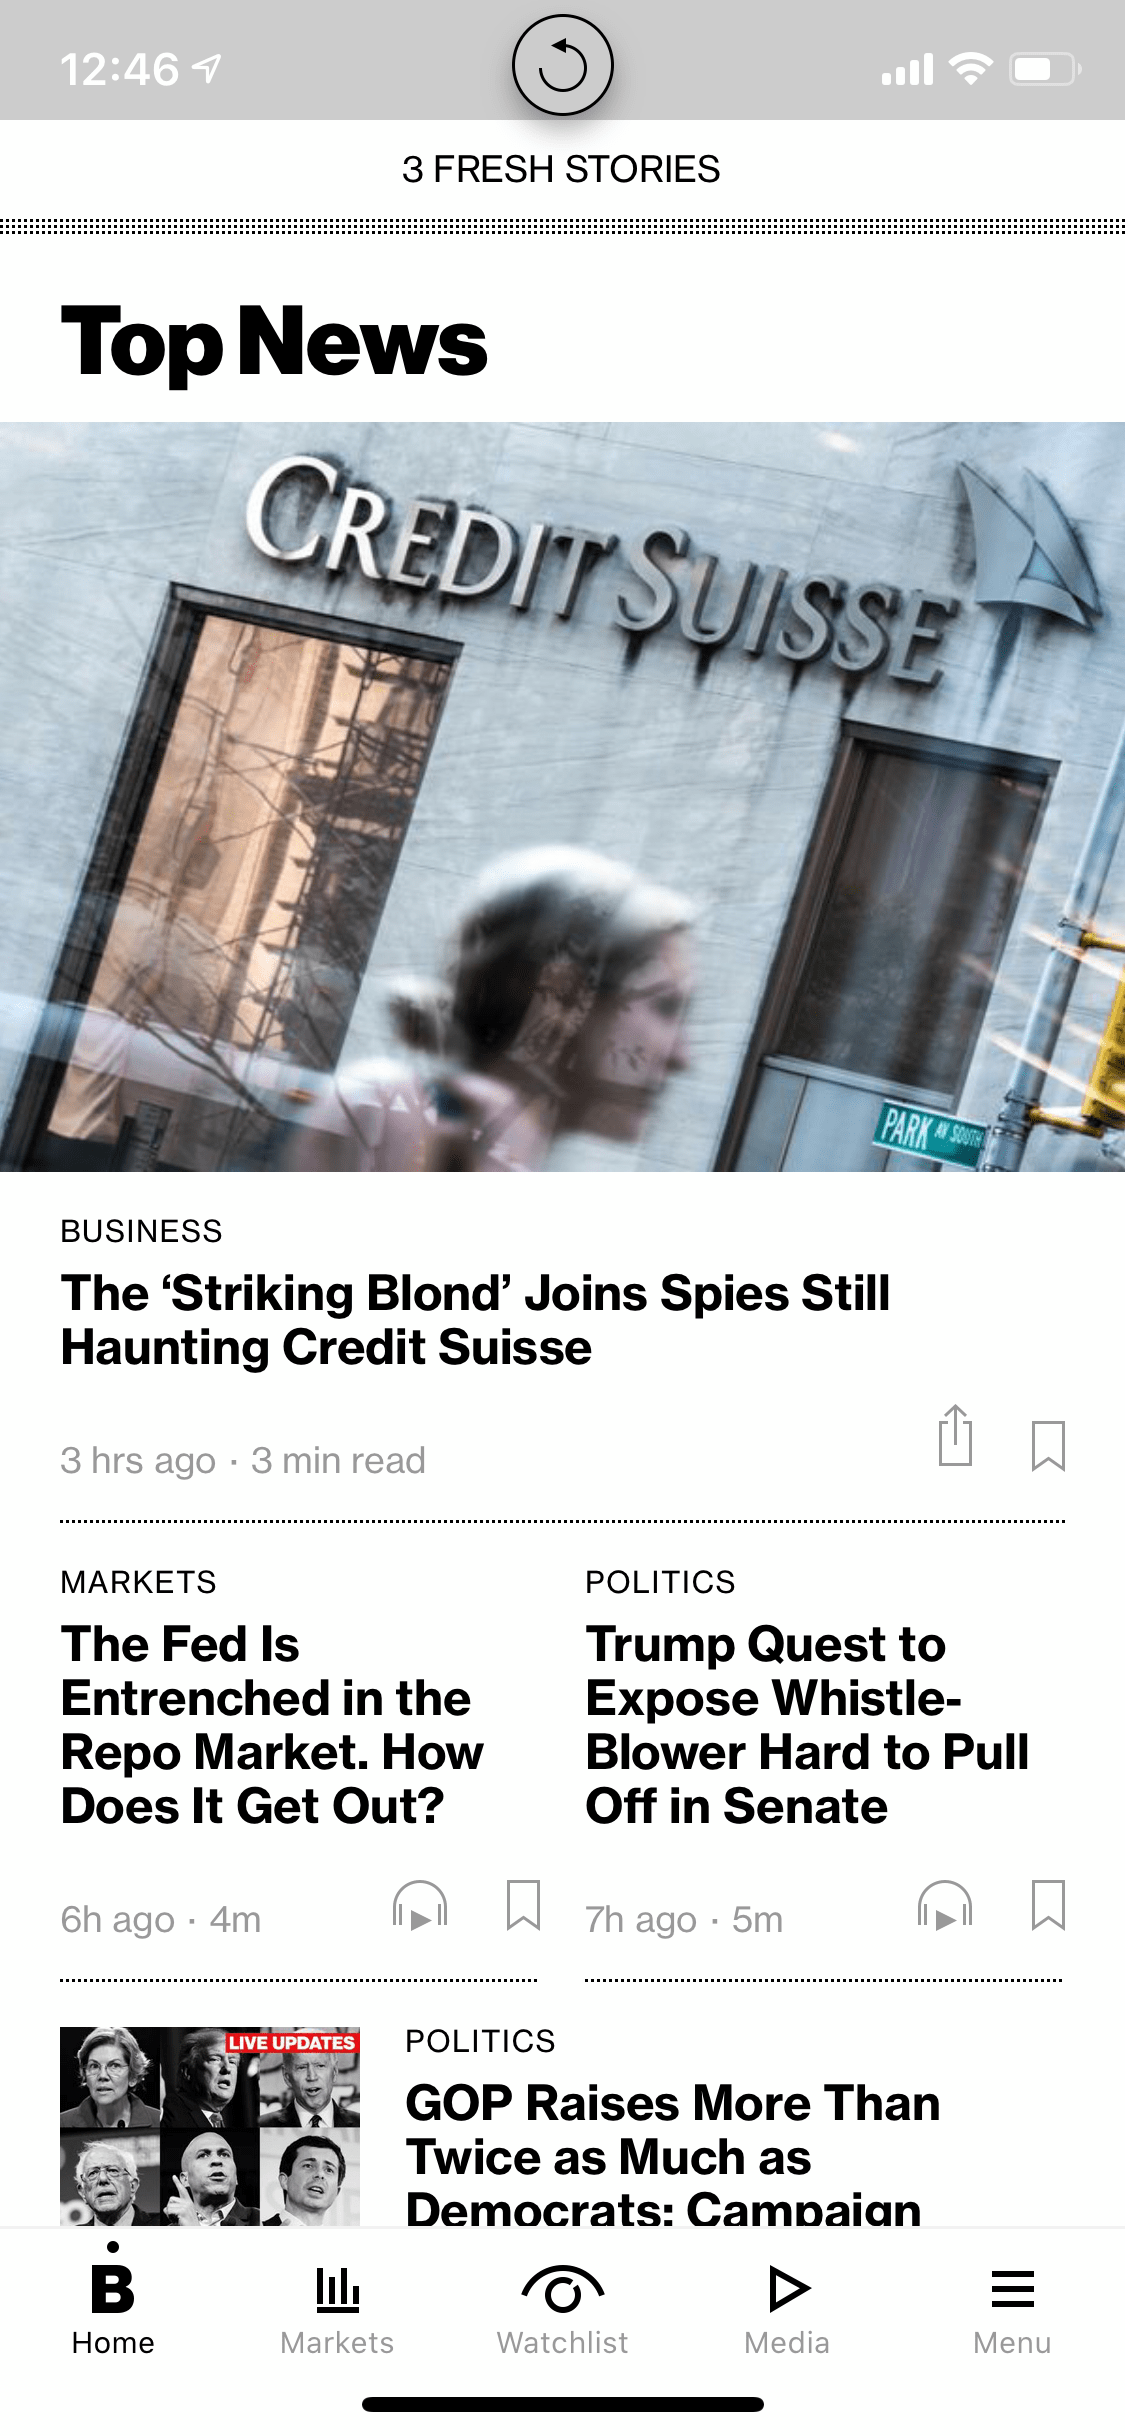 12:46
3 FRESH STORIES
Top News
CREDIT SUISSE
PARK AV SOUTH
BUSINESS
The ‘Striking Blond’ Joins Spies Still
Haunting Credit Suisse
3 hrs ago · 3 min read
MARKETS
The Fed Is
Entrenched in the
Repo Market. How
Does It Get Out?
6h ago · 4m
POLITICS
Trump Quest to
Expose Whistle-
Blower Hard to Pull
Off in Senate
7h ago · 5m
LIVE UPDATES
POLITICS
GOP Raises More Than
Twice as Much as
Democrats: Campaign
B
Home
Markets
Watchlist
Media
Menu